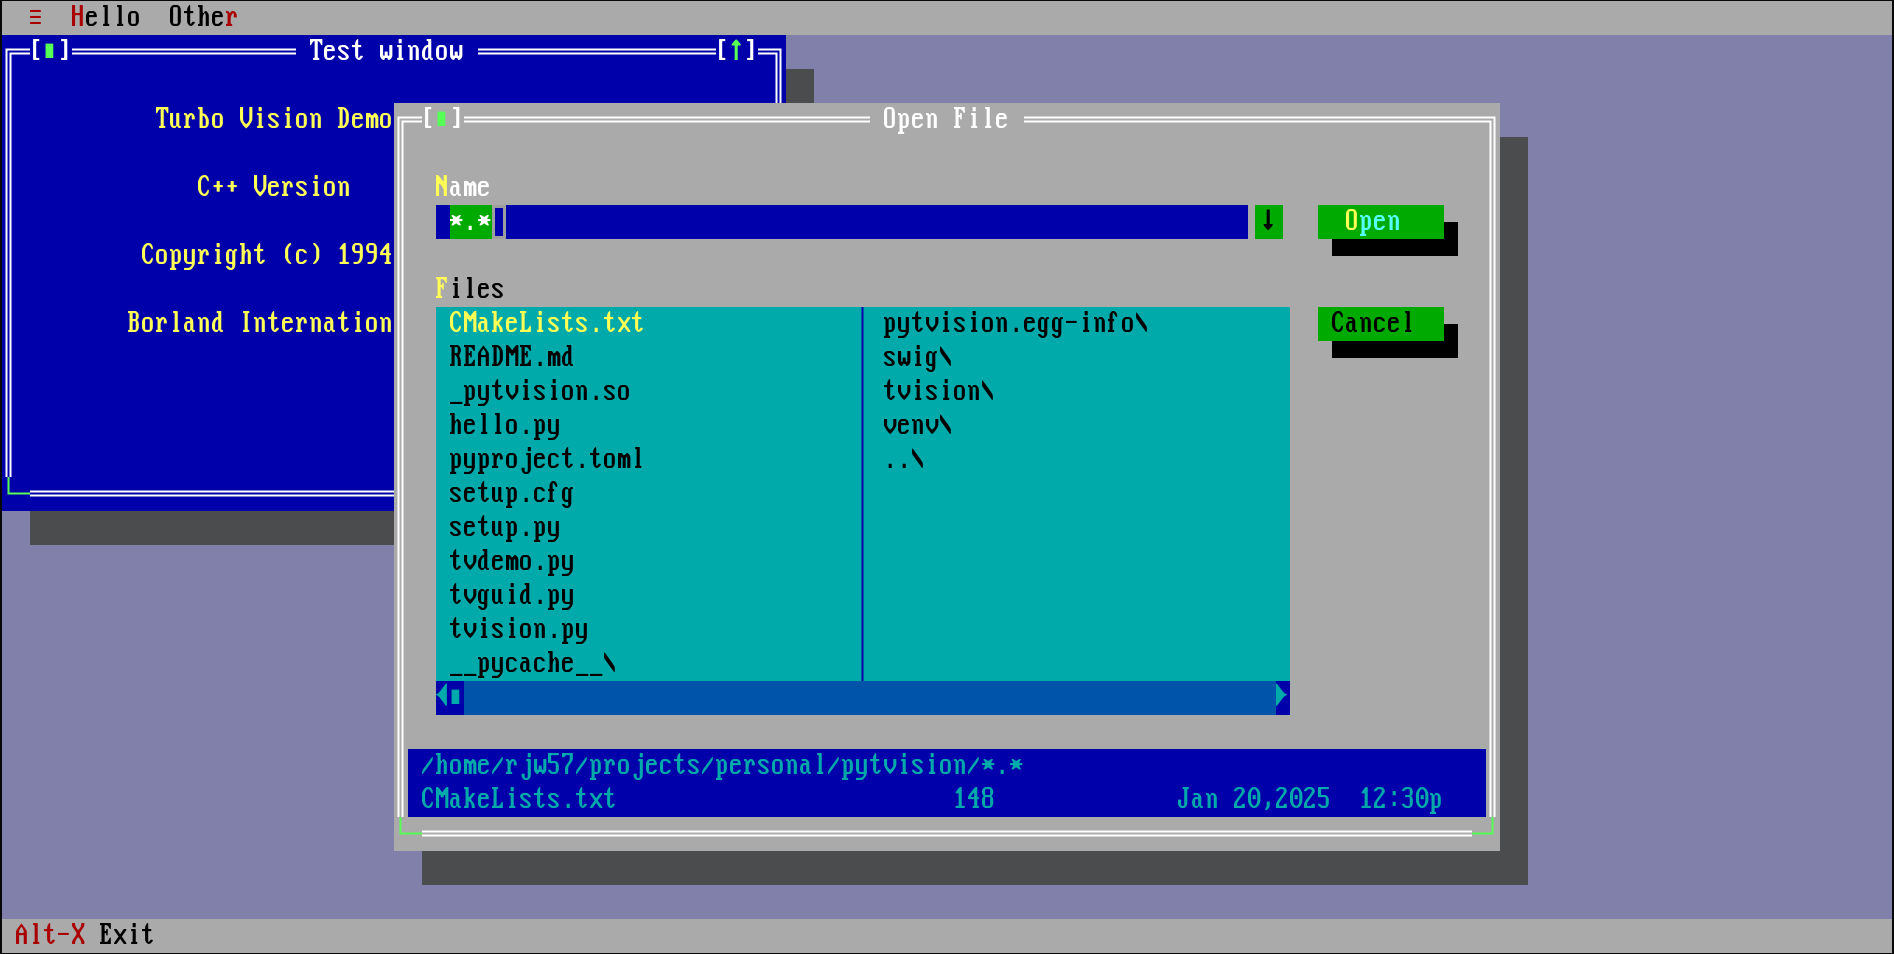 ≡ Hello Other
[■] Test window [↑]
Turbo Vision Demo
C++ Version
Copyright (c) 1994
Borland Internation
[■] Open File
Name
*.* ↓ Open
Files
Cancel
CMakeLists.txt
README.md
_pytvision.so
hello.py
pyproject.toml
setup.cfg
setup.py
tvdemo.py
tvguid.py
tvision.py
__pycache__\
pytvision.egg-info\
swig\
tvision\
venv\
..\
/home/rjw57/projects/personal/pytvision/*.*
CMakeLists.txt 148 Jan 20,2025 12:30p
Alt-X Exit